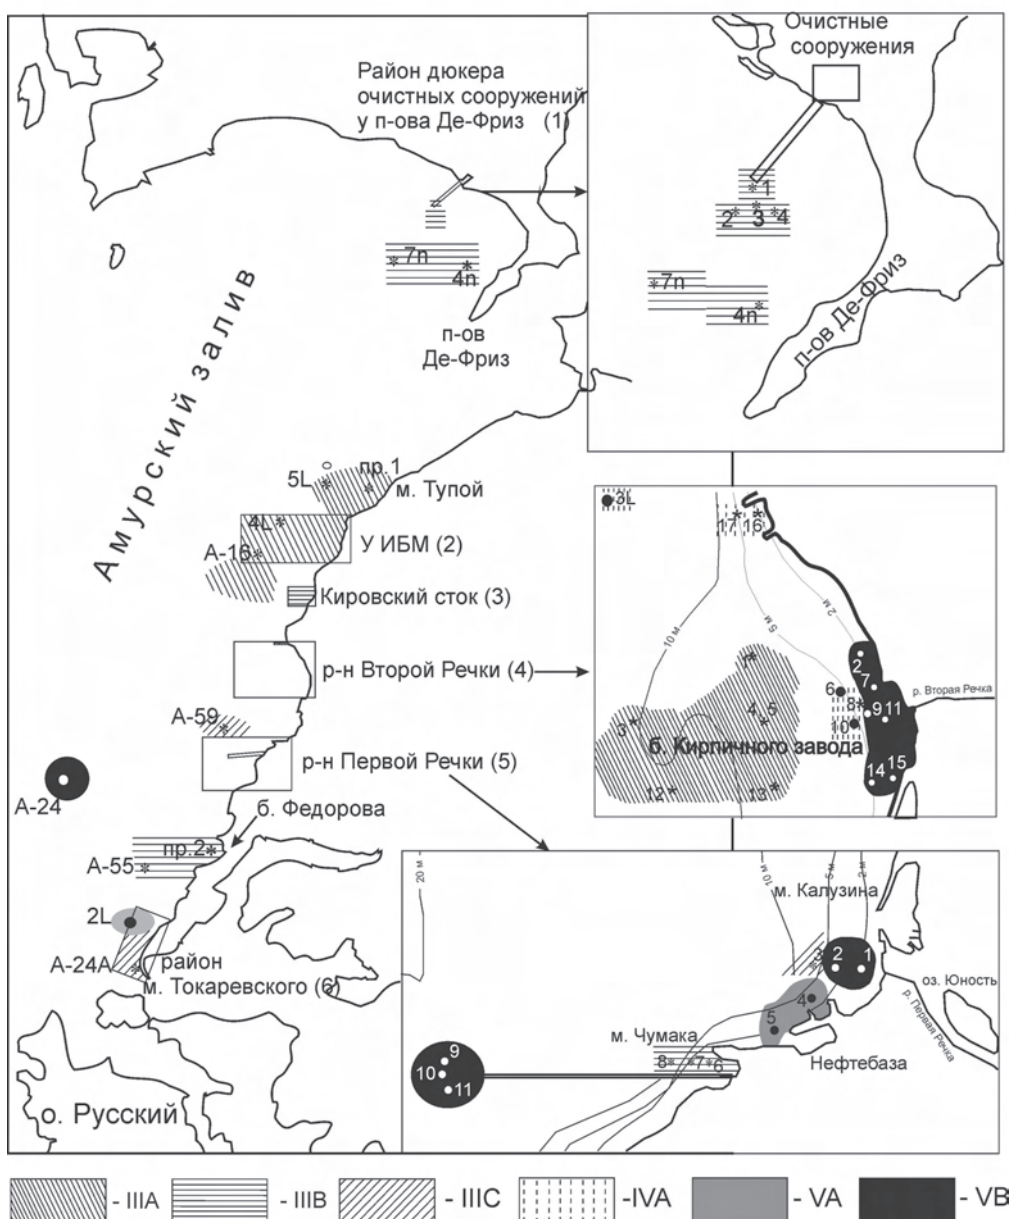 Район дюкера
очистных сооружений
у п-ова Де-Фриз (1)
7п
4п
п-ов
Де-Фриз
Амурский залив
5L
пр.1
м. Тупой
4L
У ИБМ (2)
А-16
Кировский сток (3)
р-н Второй Речки (4)
А-59
р-н Первой Речки (5)
А-24
б. Федорова
пр.2
А-55
2L
А-24А
район
м. Токаревского (6)
о. Русский
Очистные
сооружения
1
2 3 4
7п
4п
п-ов Де-Фриз
3L
17 16
2 м
5 м
10 м
2
7
1
6
8 9 11
р. Вторая Речка
4 5
3
10
б. Кирпичного завода
14 15
12 13
20 м
10 м
5 м
2 м
м. Калузина
3 2 1
оз. Юность
4
5
р. Первая Речка
м. Чумака
Нефтебаза
8 7 6
9
10
11
- IIIA
- IIIB
- IIIC
-IVA
- VA
- VB